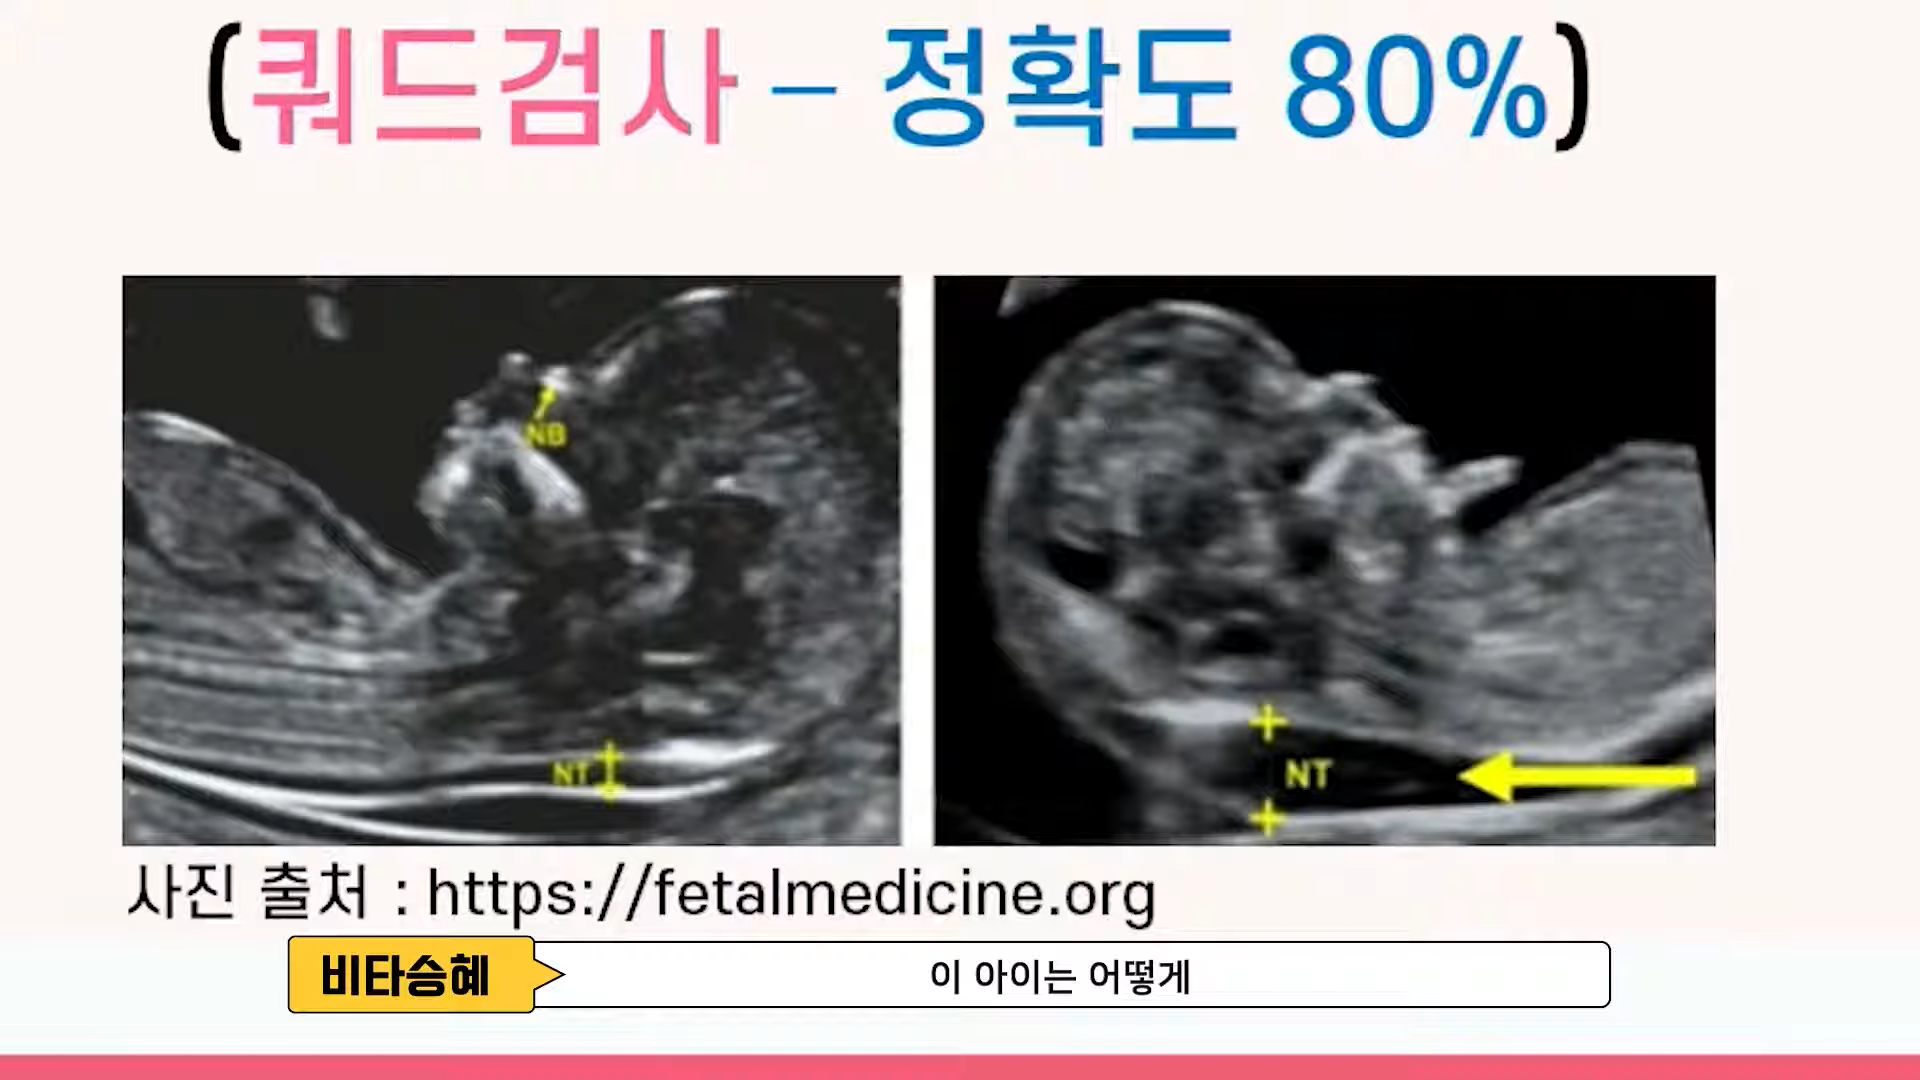 (쿼드검사 – 정확도 80%)
NB
NT
NT
사진 출처 : https://fetalmedicine.org
비타승혜
이 아이는 어떻게